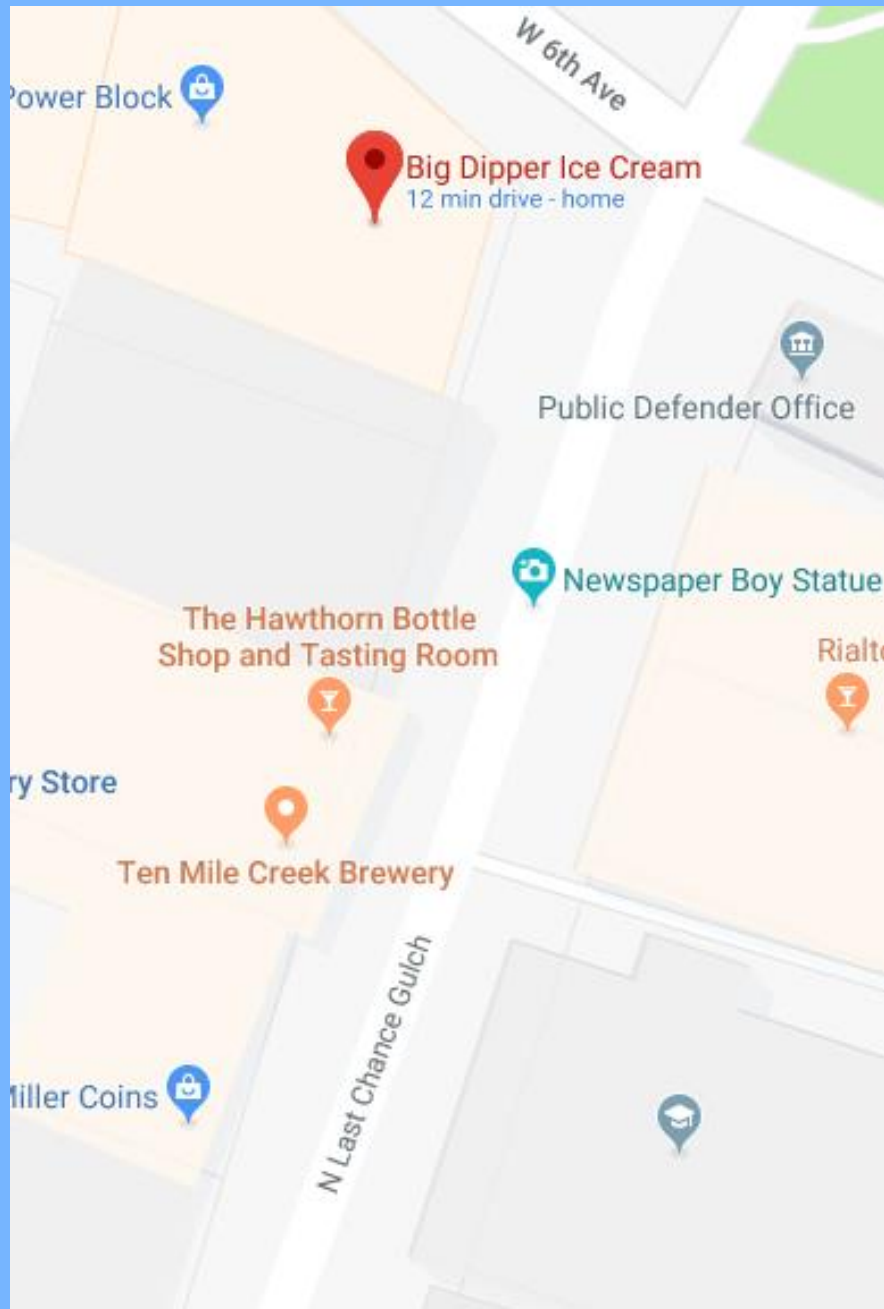 W 6th Ave
Power Block
Big Dipper Ice Cream
12 min drive - home
Public Defender Office
Newspaper Boy Statue
The Hawthorn Bottle
Shop and Tasting Room
Rialto
ry Store
Ten Mile Creek Brewery
N Last Chance Gulch
Miller Coins